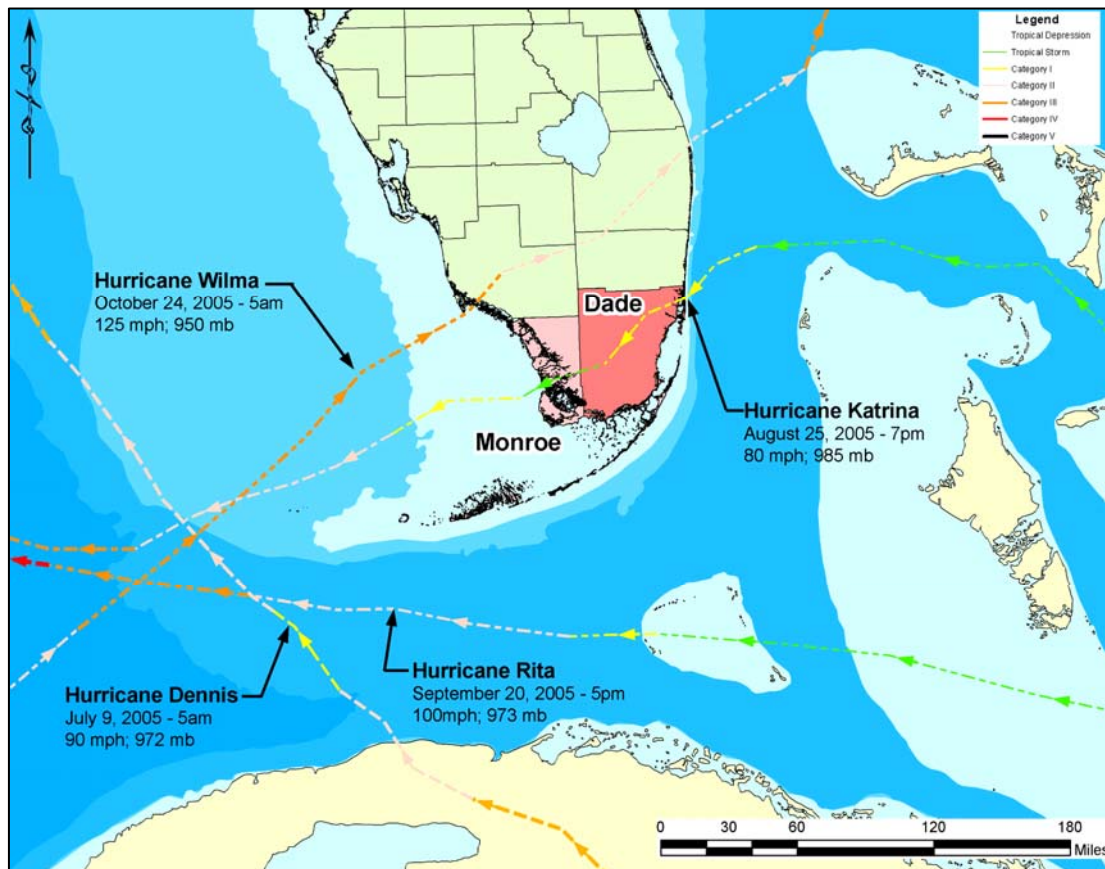 Legend
Tropical Depression
Tropical Storm
Category I
Category II
Category III
Category IV
Category V
Hurricane Wilma
October 24, 2005 - 5am
125 mph; 950 mb
Dade
Hurricane Katrina
August 25, 2005 - 7pm
80 mph; 985 mb
Monroe
Hurricane Rita
September 20, 2005 - 5pm
100mph; 973 mb
Hurricane Dennis
July 9, 2005 - 5am
90 mph; 972 mb
0 30 60 120 180
Miles